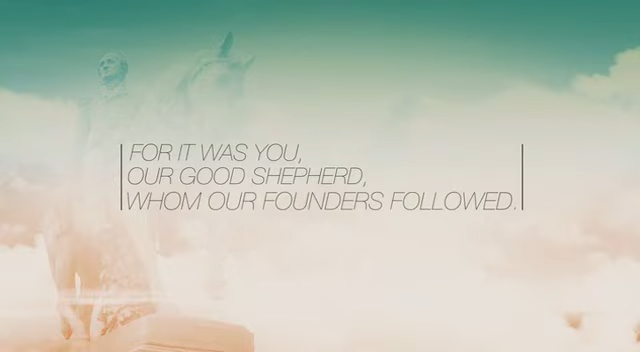 FOR IT WAS YOU,
OUR GOOD SHEPHERD,
WHOM OUR FOUNDERS FOLLOWED.